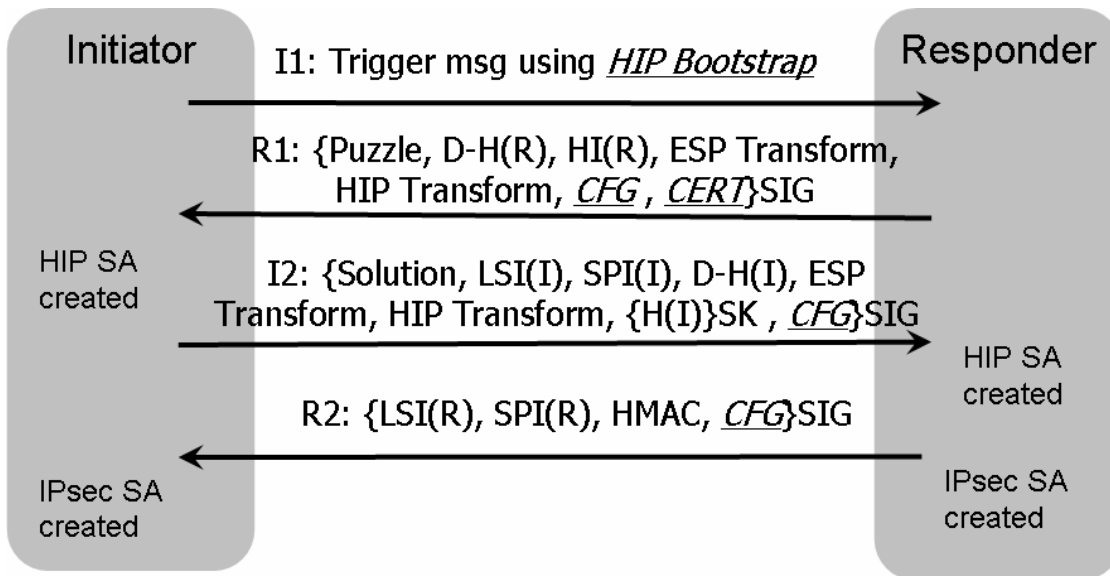 Initiator
Responder
I1: Trigger msg using HIP Bootstrap
R1: {Puzzle, D-H(R), HI(R), ESP Transform,
HIP Transform, CFG , CERT}SIG
HIP SA
created
I2: {Solution, LSI(I), SPI(I), D-H(I), ESP
Transform, HIP Transform, {H(I)}SK , CFG}SIG
HIP SA
created
R2: {LSI(R), SPI(R), HMAC, CFG}SIG
IPsec SA
created
IPsec SA
created